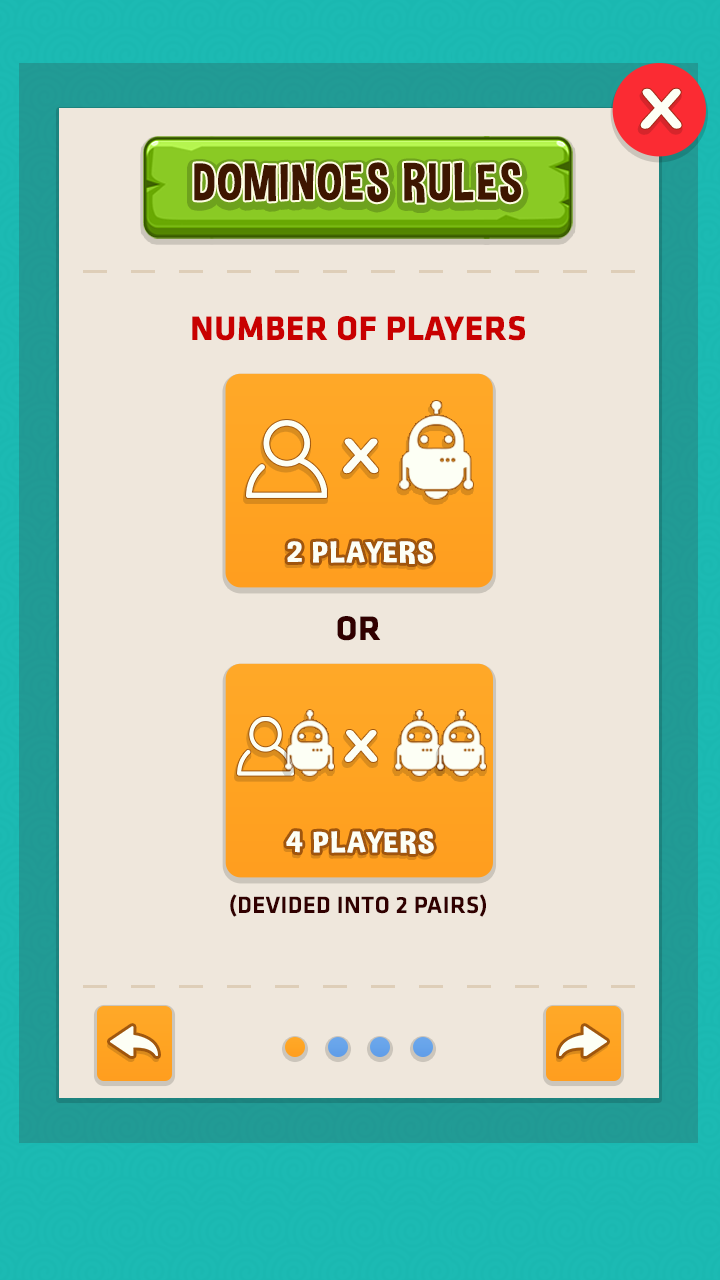 DOMINOES RULES
NUMBER OF PLAYERS
2 PLAYERS
OR
4 PLAYERS
(DEVIDED INTO 2 PAIRS)